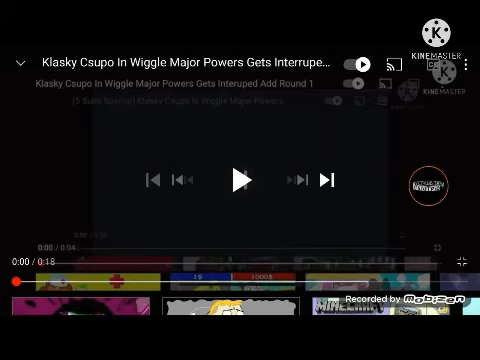 KINEMASTER
Klasky Csupo In Wiggle Major Powers Gets Interrupe...
Klasky Csupo In Wiggle Major Powers Gets Interuped Add Round 1
KINEMASTER
(5 Subs Special) Klasky Csupo In Wiggle Major Powers
0:00 / 0:04
0:00 / 0:18
1$
1000$
MINECRAFT
Recorded by MOBIZEN